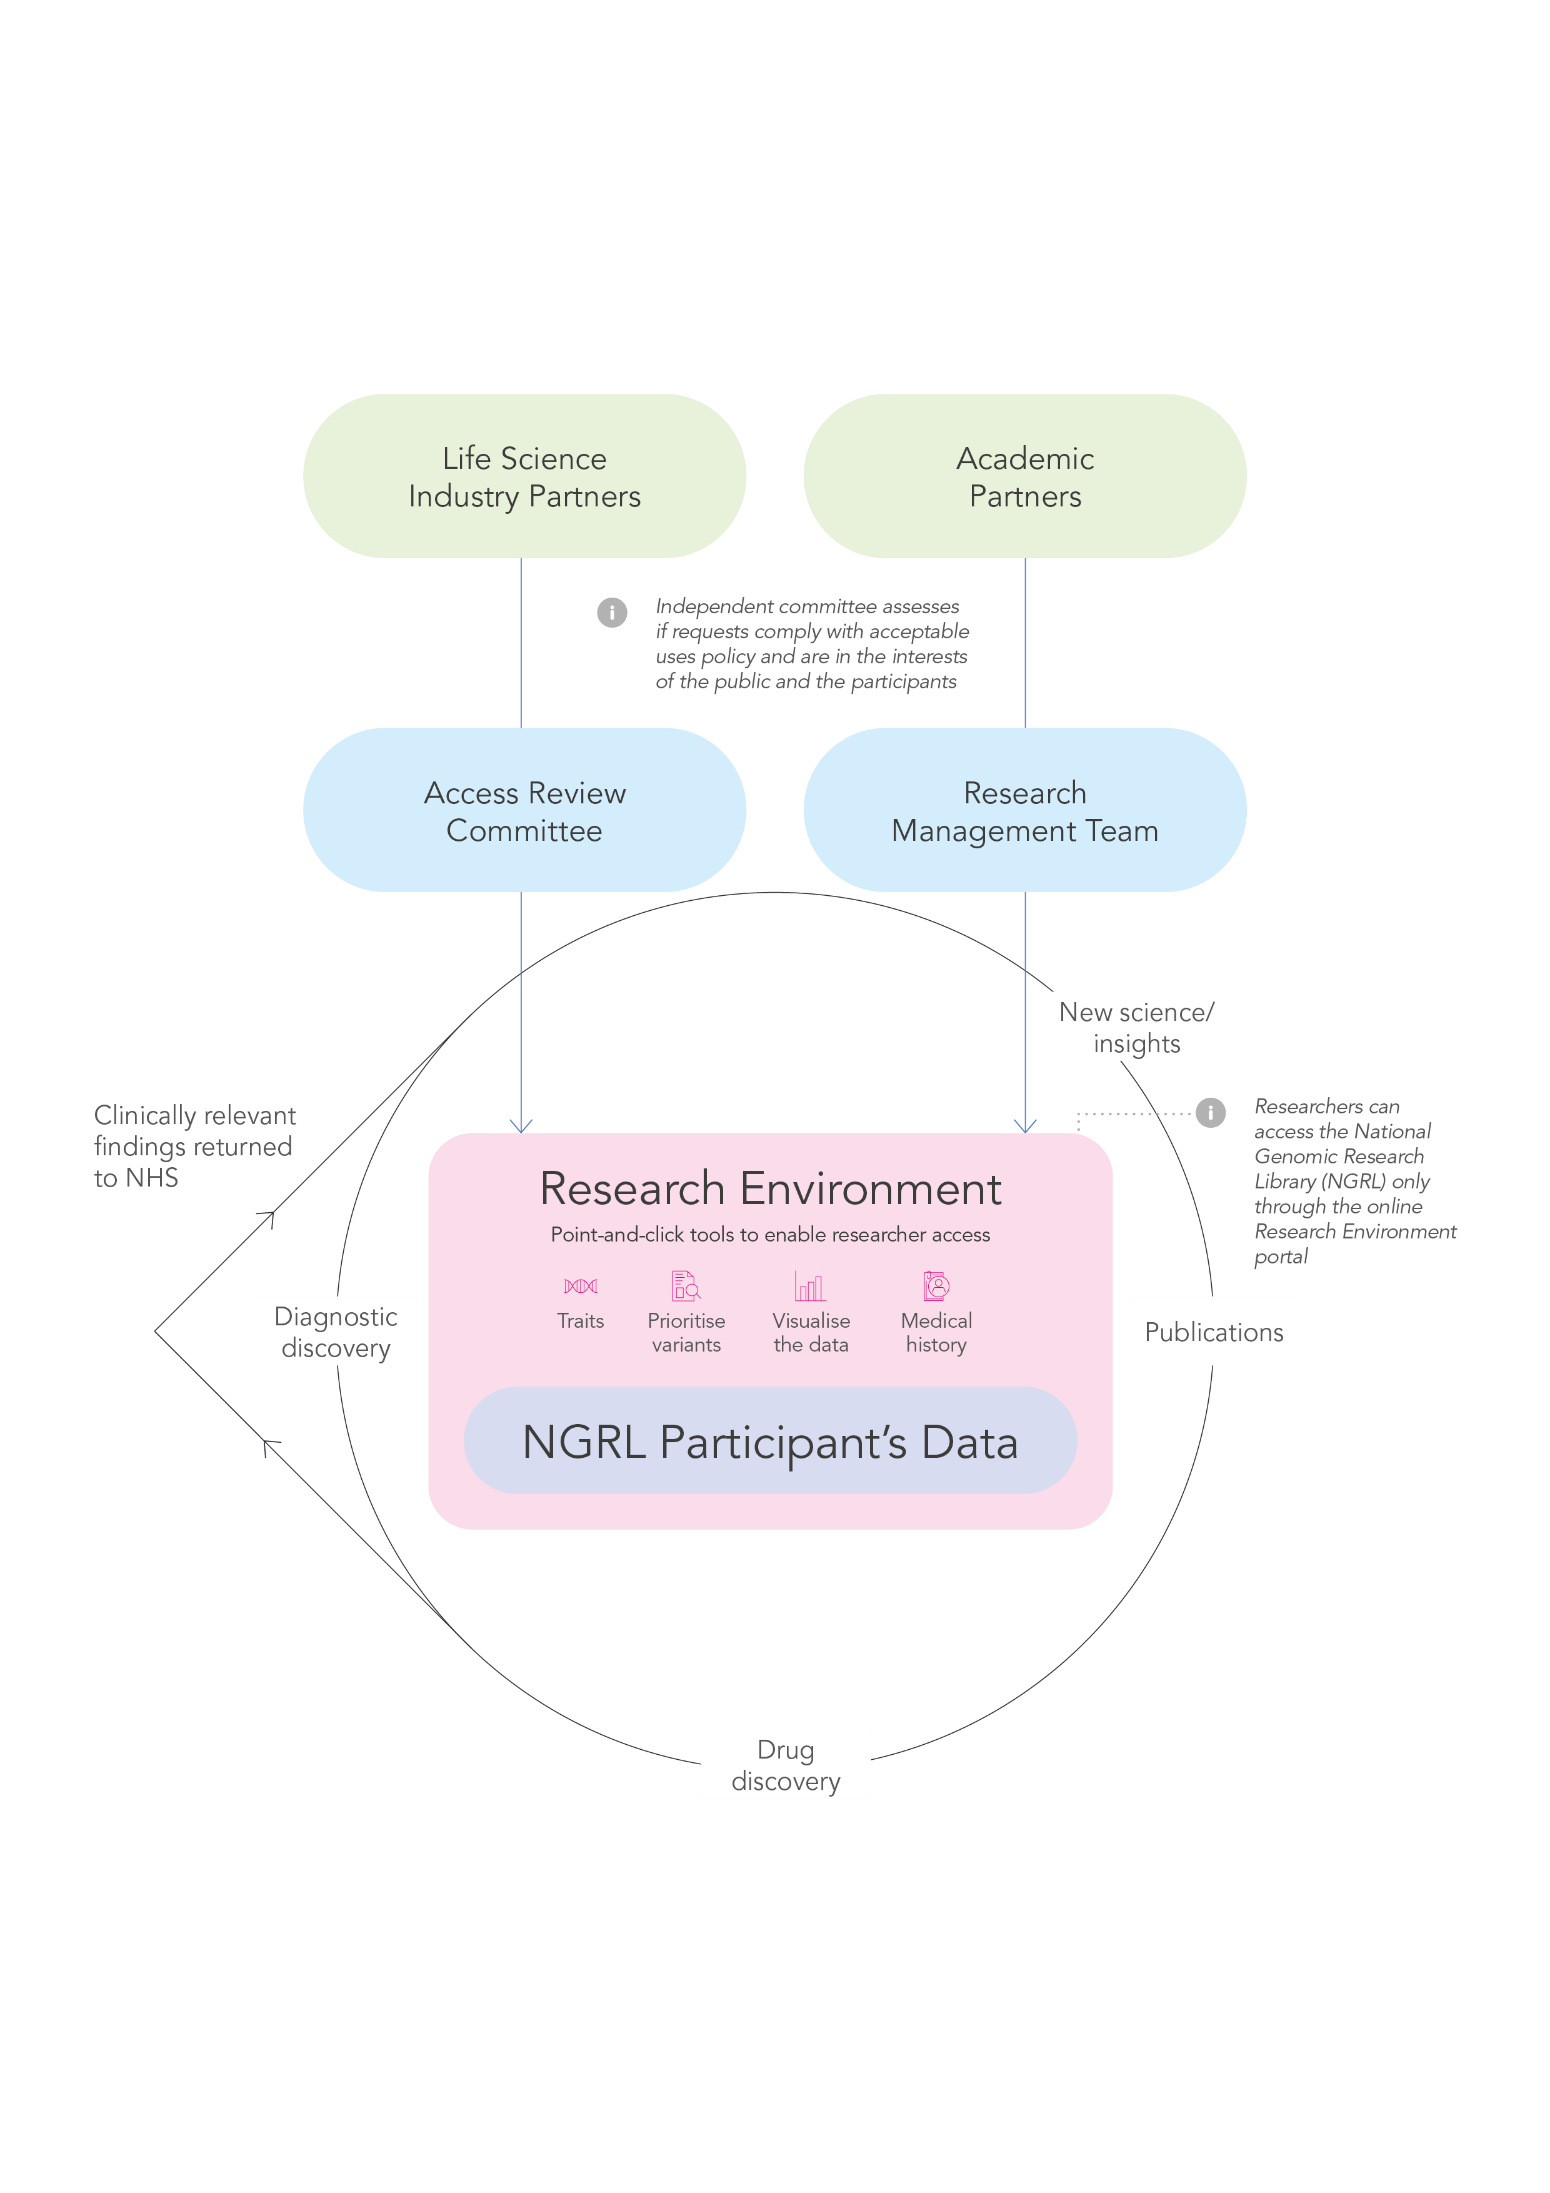 Life Science
Industry Partners
Academic
Partners
Independent committee assesses
if requests comply with acceptable
uses policy and are in the interests
of the public and the participants
Access Review
Committee
Research
Management Team
New science/
insights
Clinically relevant
findings returned
to NHS
Researchers can
access the National
Genomic Research
Library (NGRL) only
through the online
Research Environment
portal
Research Environment
Point-and-click tools to enable researcher access
Traits
Prioritise
variants
Visualise
the data
Medical
history
Diagnostic
discovery
Publications
NGRL Participant’s Data
Drug
discovery